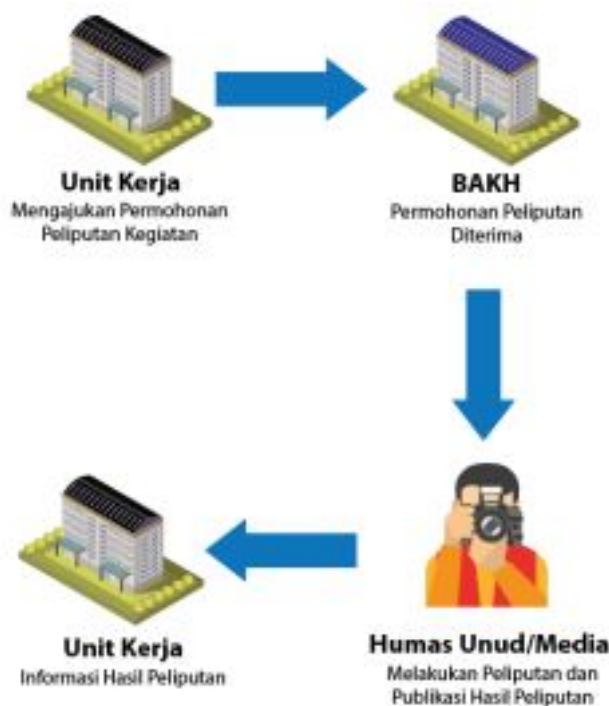 Unit Kerja
Mengajukan Permohonan
Peliputan Kegiatan
BAKH
Permohonan Peliputan
Diterima
Humas Unud/Media
Melakukan Peliputan dan
Publikasi Hasil Peliputan
Unit Kerja
Informasi Hasil Peliputan